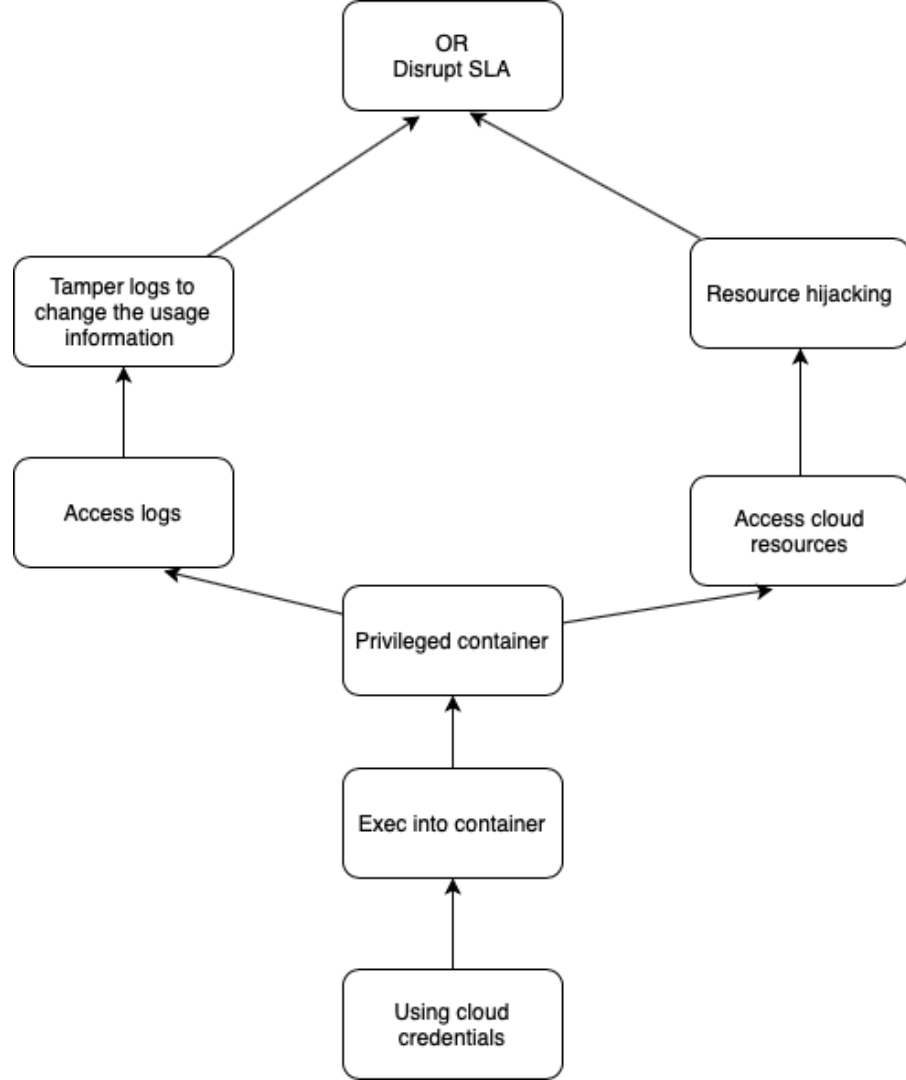 OR
Disrupt SLA
Tamper logs to
change the usage
information
Resource hijacking
Access logs
Access cloud
resources
Privileged container
Exec into container
Using cloud
credentials